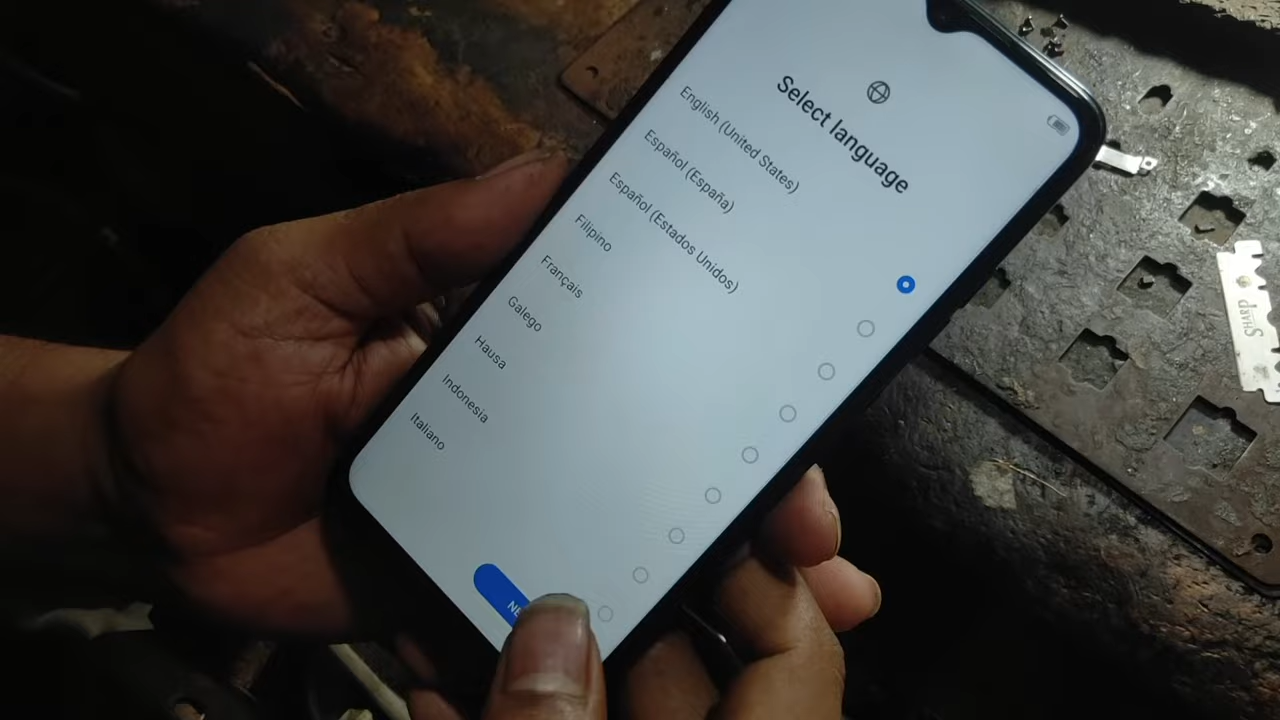 Select language
English (United States)
Español (España)
Español (Estados Unidos)
Filipino
Français
Galego
Hausa
Indonesia
Italiano
SHARP